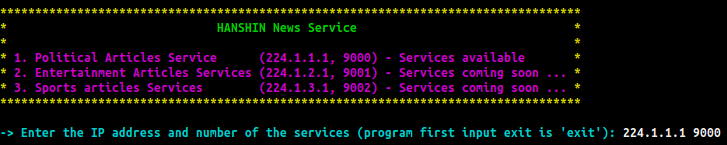 ***********************************************************************************
*                              HANSHIN News Service                               *
*                                                                                 *
* 1. Political Articles Service      (224.1.1.1, 9000) - Services available       *
* 2. Entertainment Articles Services (224.1.2.1, 9001) - Services coming soon ... *
* 3. Sports articles Services        (224.1.3.1, 9002) - Services coming soon ... *
***********************************************************************************
-> Enter the IP address and number of the services (program first input exit is 'exit'): 224.1.1.1 9000